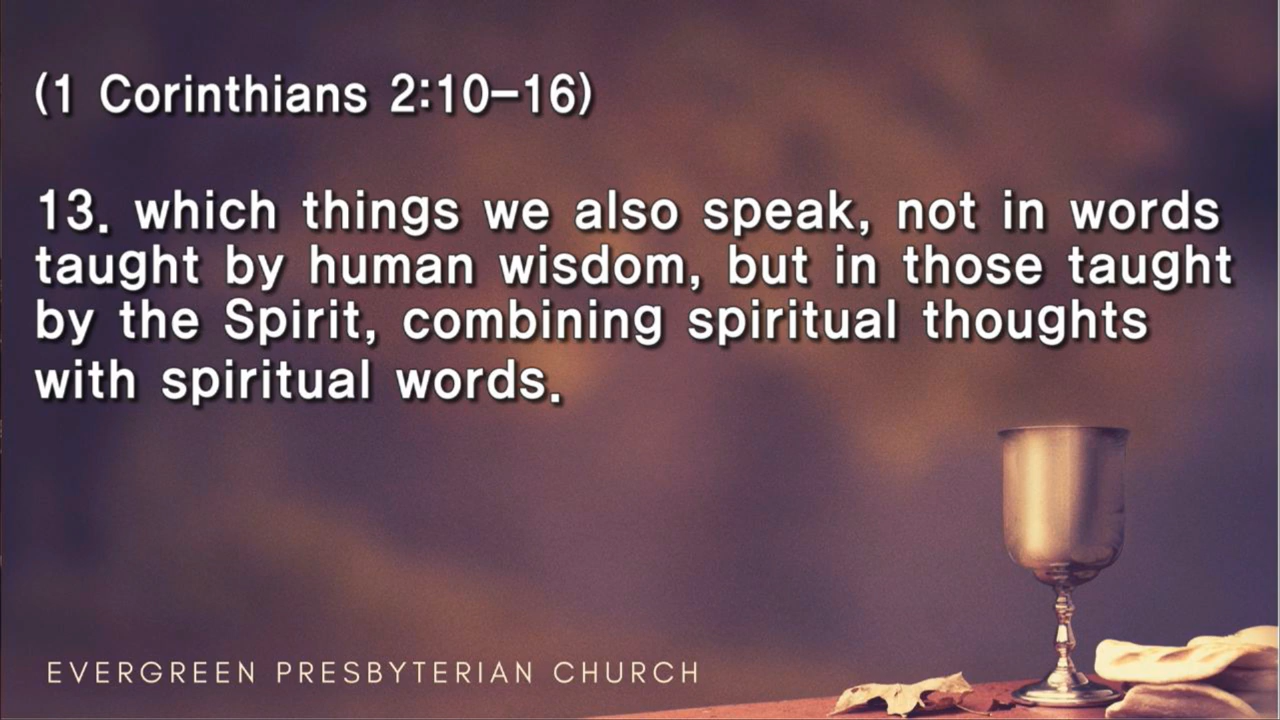 (1 Corinthians 2:10-16)
13. which things we also speak, not in words
taught by human wisdom, but in those taught
by the Spirit, combining spiritual thoughts
with spiritual words.
EVERGREEN PRESBYTERIAN CHURCH